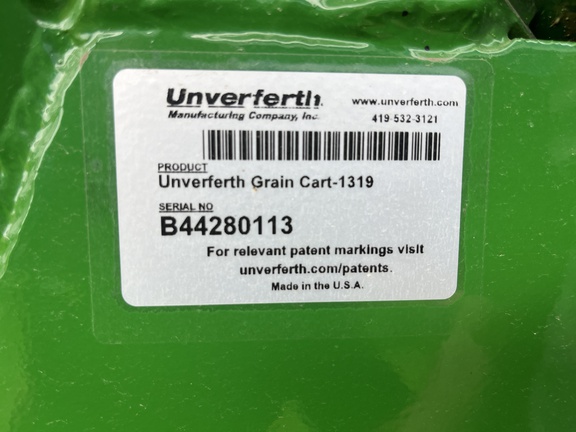 Unverferth
www.unverferth.com
Manufacturing Company, Inc.
419-532-3121
PRODUCT
Unverferth Grain Cart-1319
SERIAL NO
B44280113
For relevant patent markings visit
unverferth.com/patents.
Made in the U.S.A.